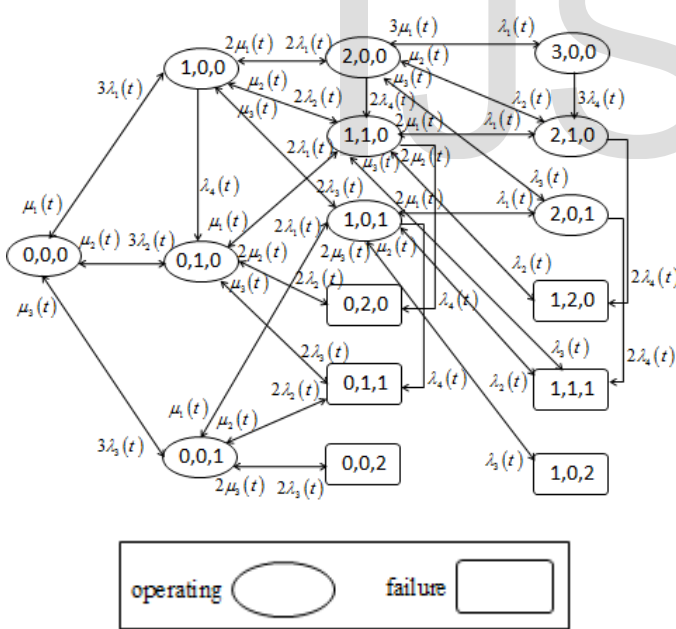 3μ₁(t) λ₁(t)
2μ₁(t) 2λ₁(t) 2,0,0 3,0,0
1,0,0 μ₂(t) μ₂(t)
μ₃(t)
3λ₁(t) μ₃(t) 2λ₂(t) 2λ₄(t) λ₂(t) 3λ₄(t)
2μ₁(t) λ₁(t)
1,1,0 2,1,0
2λ₁(t) μ₃(t) 2μ₂(t)
λ₄(t) 2λ₃(t) λ₃(t)
μ₁(t) 2μ₁(t) λ₁(t)
μ₁(t) 2λ₁(t) 1,0,1 2,0,1
μ₂(t) 3λ₂(t) 2μ₂(t) 2μ₃(t) μ₂(t)
0,0,0 0,1,0 λ₂(t)
μ₃(t) 2λ₂(t) 2λ₄(t)
μ₃(t) 0,2,0 λ₄(t) 1,2,0
2λ₃(t) λ₃(t) 2λ₄(t)
2λ₂(t) 0,1,1 λ₄(t) λ₂(t) 1,1,1
μ₁(t) μ₂(t)
3λ₃(t) 0,0,1 0,0,2 λ₃(t) 1,0,2
2μ₃(t) 2λ₃(t)
operating failure